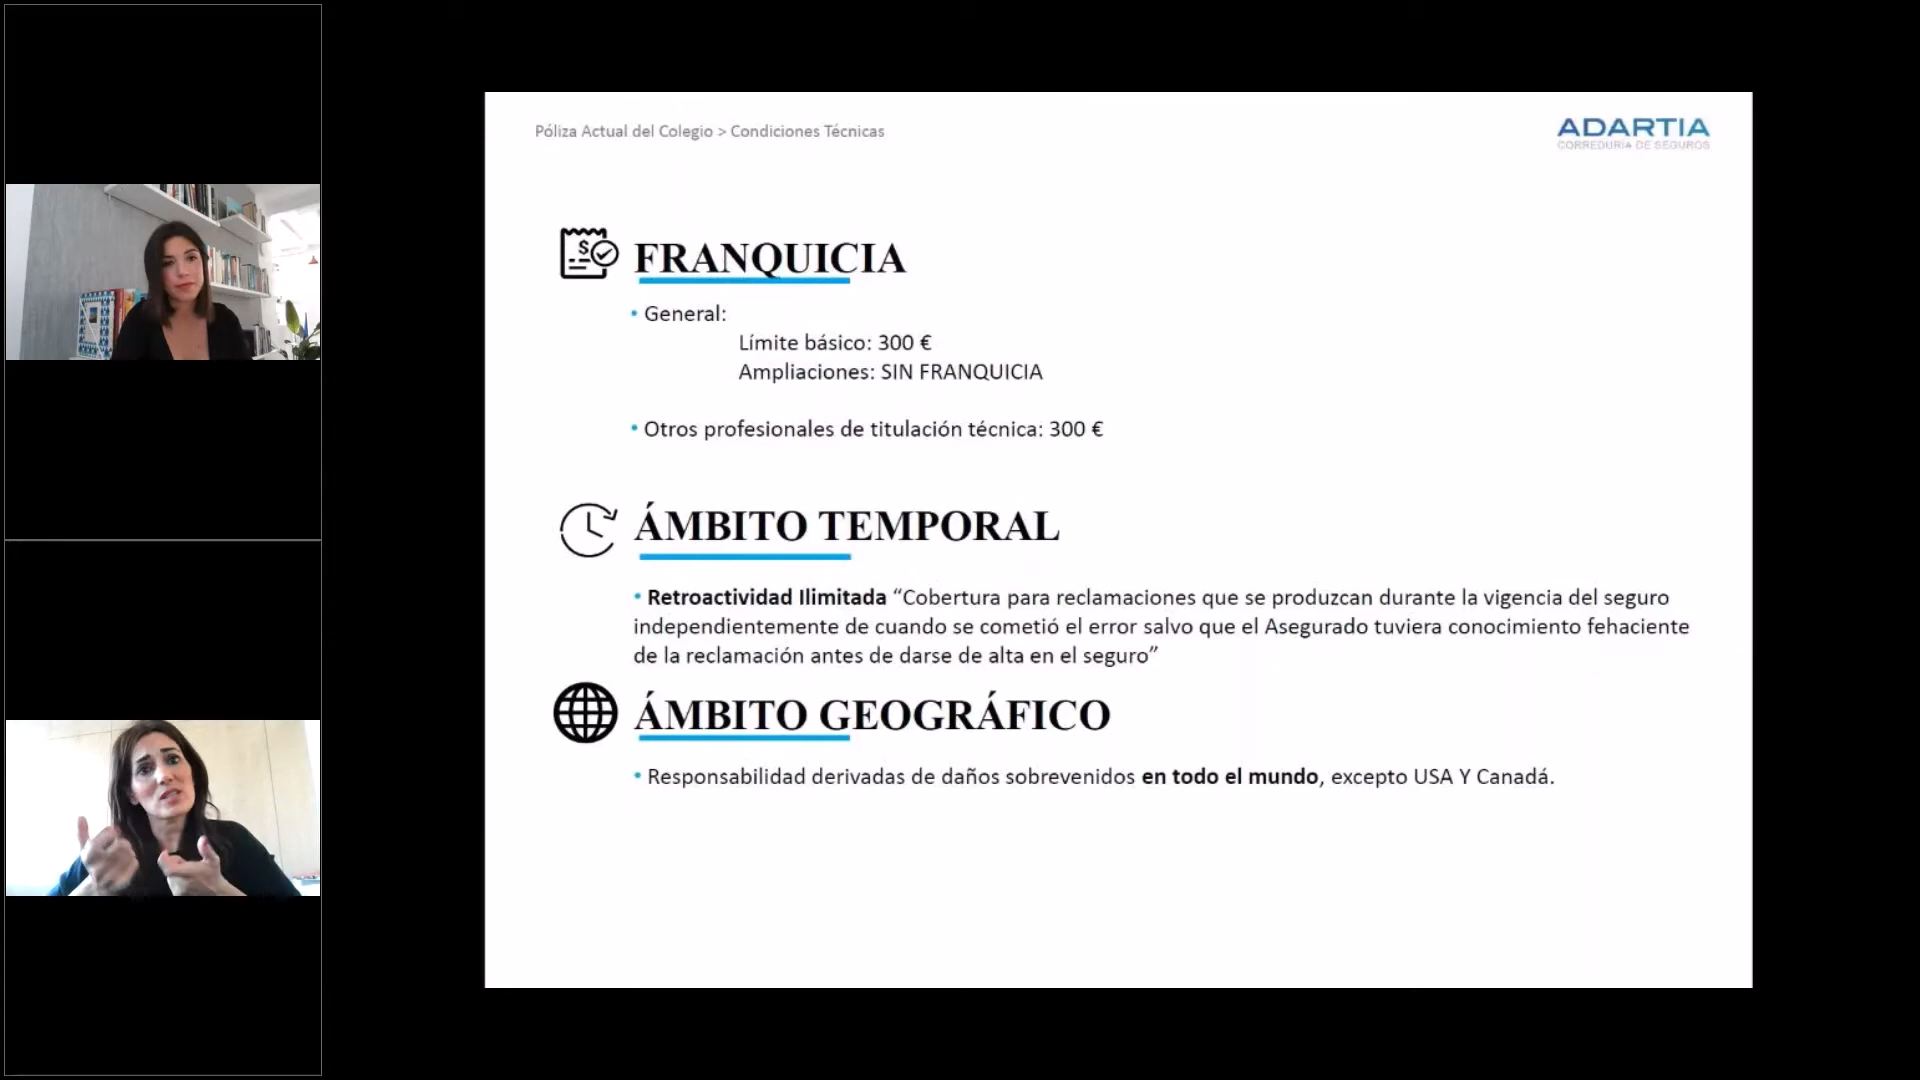 Póliza Actual del Colegio > Condiciones Técnicas
ADARTIA
CORREDURÍA DE SEGUROS
$
FRANQUICIA
• General:
Límite básico: 300 €
Ampliaciones: SIN FRANQUICIA
• Otros profesionales de titulación técnica: 300 €
ÁMBITO TEMPORAL
• Retroactividad Ilimitada “Cobertura para reclamaciones que se produzcan durante la vigencia del seguro
independientemente de cuando se cometió el error salvo que el Asegurado tuviera conocimiento fehaciente
de la reclamación antes de darse de alta en el seguro”
ÁMBITO GEOGRÁFICO
• Responsabilidad derivadas de daños sobrevenidos en todo el mundo, excepto USA Y Canadá.